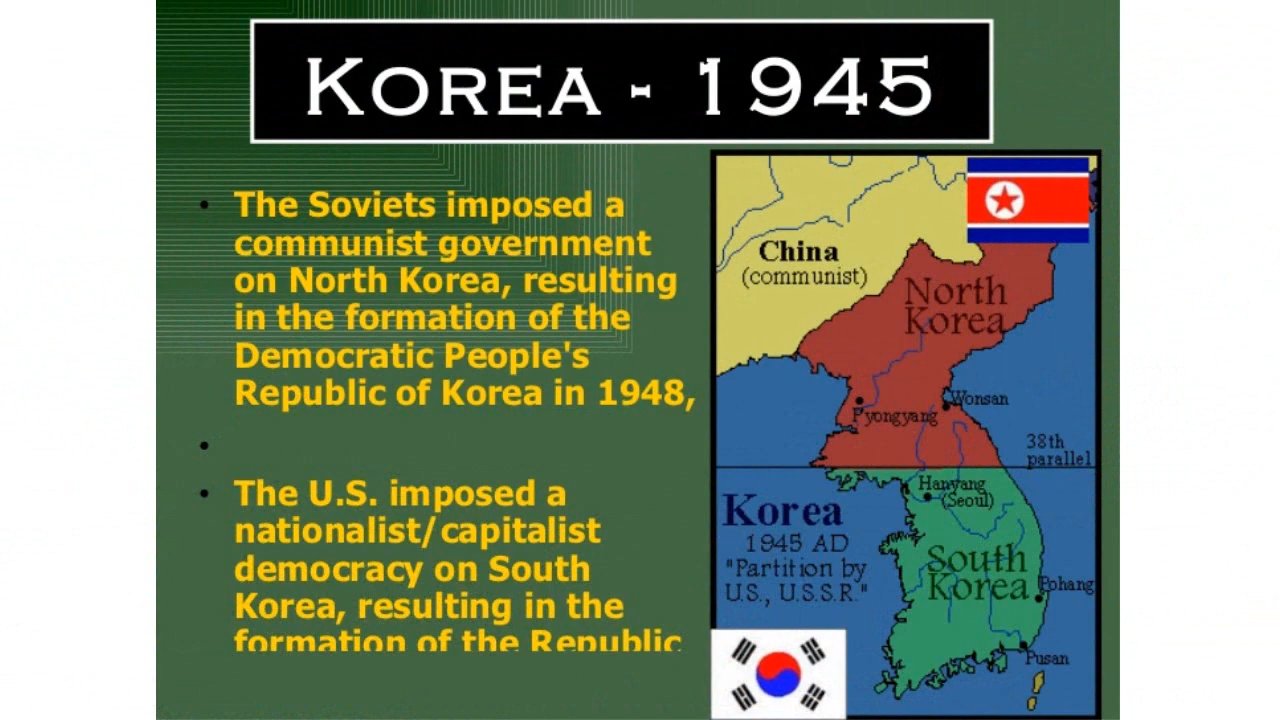 KOREA - 1945
The Soviets imposed a
communist government
on North Korea, resulting
in the formation of the
Democratic People's
Republic of Korea in 1948,
The U.S. imposed a
nationalist/capitalist
democracy on South
Korea, resulting in the
formation of the Republic
China
(communist)
North
Korea
Wonsan
Pyongyang
38th
parallel
Hanyang
(Seoul)
Korea
1945 AD
"Partition by
U.S., U.S.S.R."
South
Korea
Pohang
Pusan